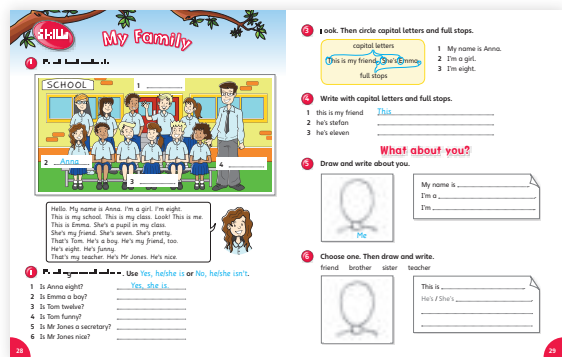 Skills
My Family
SCHOOL
1
2 Anna
3
4
Hello. My name is Anna. I'm a girl. I'm eight.
This is my school. This is my class. Look! This is me.
This is Emma. She's a pupil in my class.
She's my friend. She's seven. She's pretty.
That's Tom. He's a boy. He's my friend, too.
He's eight. He's funny.
That's my teacher. He's Mr Jones. He's nice.
. Use Yes, he/she is or No, he/she isn't.
1 Is Anna eight? Yes, she is.
2 Is Emma a boy?
3 Is Tom twelve?
4 Is Tom funny?
5 Is Mr Jones a secretary?
6 Is Mr Jones nice?
28
3 ook. Then circle capital letters and full stops.
capital letters
This is my friend. She's Emma.
full stops
1 My name is Anna.
2 I'm a girl.
3 I'm eight.
4 Write with capital letters and full stops.
1 this is my friend This
2 he's stefan
3 he's eleven
What about you?
5 Draw and write about you.
Me
My name is
I'm a
I'm
6 Choose one. Then draw and write.
friend brother sister teacher
This is
He's / She's
29